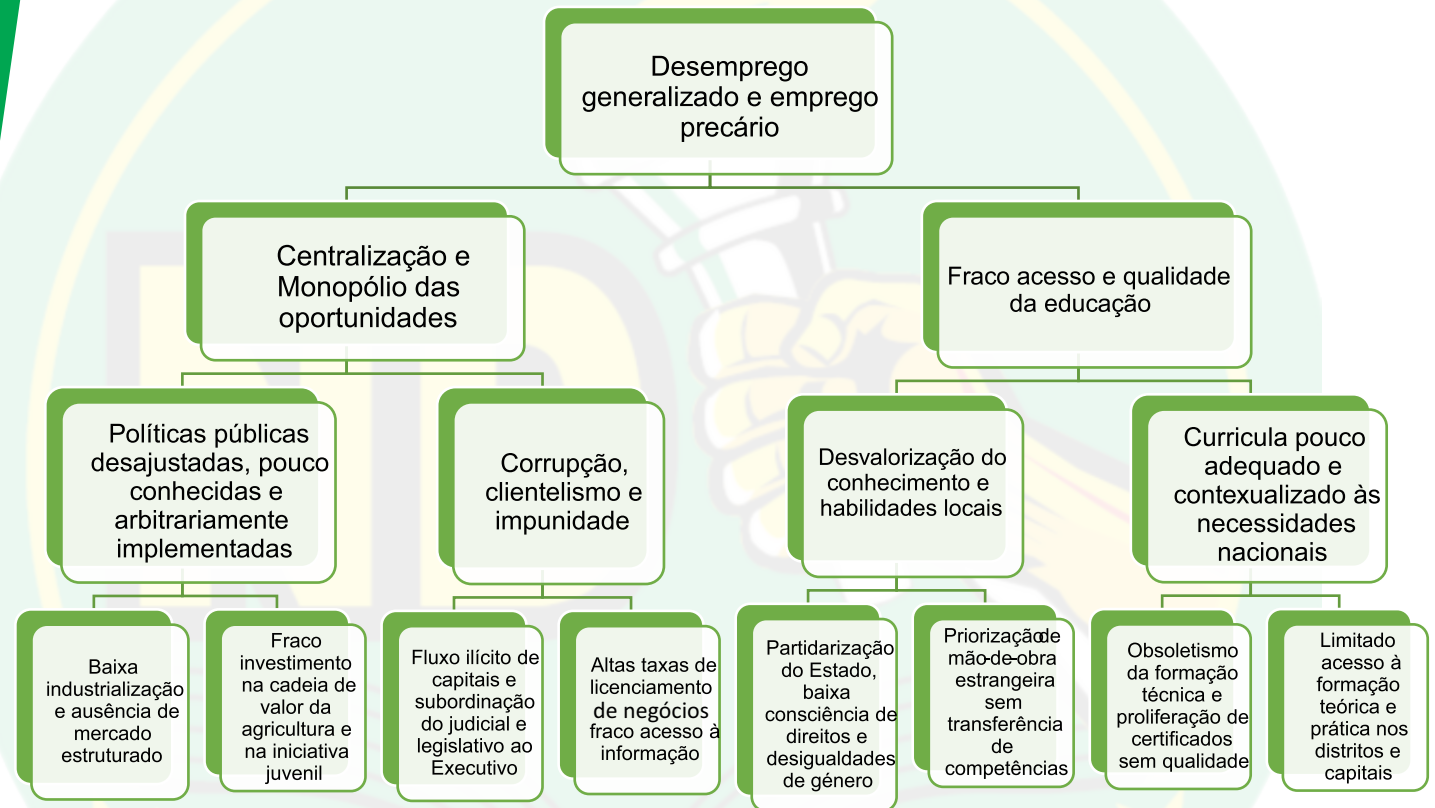 Desemprego
generalizado e emprego
precário
Centralização e
Monopólio das
oportunidades
Fraco acesso e qualidade
da educação
Políticas públicas
desajustadas, pouco
conhecidas e
arbitrariamente
implementadas
Corrupção,
clientelismo e
impunidade
Desvalorização do
conhecimento e
habilidades locais
Curricula pouco
adequado e
contexualizado às
necessidades
nacionais
Baixa
industrialização
e ausência de
mercado
estruturado
Fraco
investimento
na cadeia de
valor da
agricultura e
na iniciativa
juvenil
Fluxo ilícito de
capitais e
subordinação
do judicial e
legislativo ao
Executivo
Altas taxas de
licenciamento
de negócios
fraco acesso à
informação
Partidarização
do Estado,
baixa
consciência de
direitos e
desigualdades
de género
Priorização de
mão-de-obra
estrangeira
sem
transferência
de
competências
Obsoletismo
da formação
técnica e
proliferação de
certificados
sem qualidade
Limitado
acesso à
formação
teórica e
prática nos
distritos e
capitais